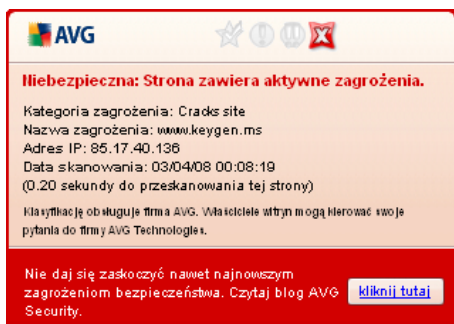 AVG
Niebezpieczna: Strona zawiera aktywne zagrożenia.
Kategoria zagrożenia: Cracks site
Nazwa zagrożenia: www.keygen.ms
Adres IP: 85.17.40.136
Data skanowania: 03/04/08 00:08:19
(0.20 sekundy do przeskanowania tej strony)
Klasyfikację obsługuje firma AVG. Właściciele witryn mogą kierować swoje
pytania do firmy AVG Technologies.
Nie daj się zaskoczyć nawet najnowszym
zagrożeniom bezpieczeństwa. Czytaj blog AVG
Security.
kliknij tutaj